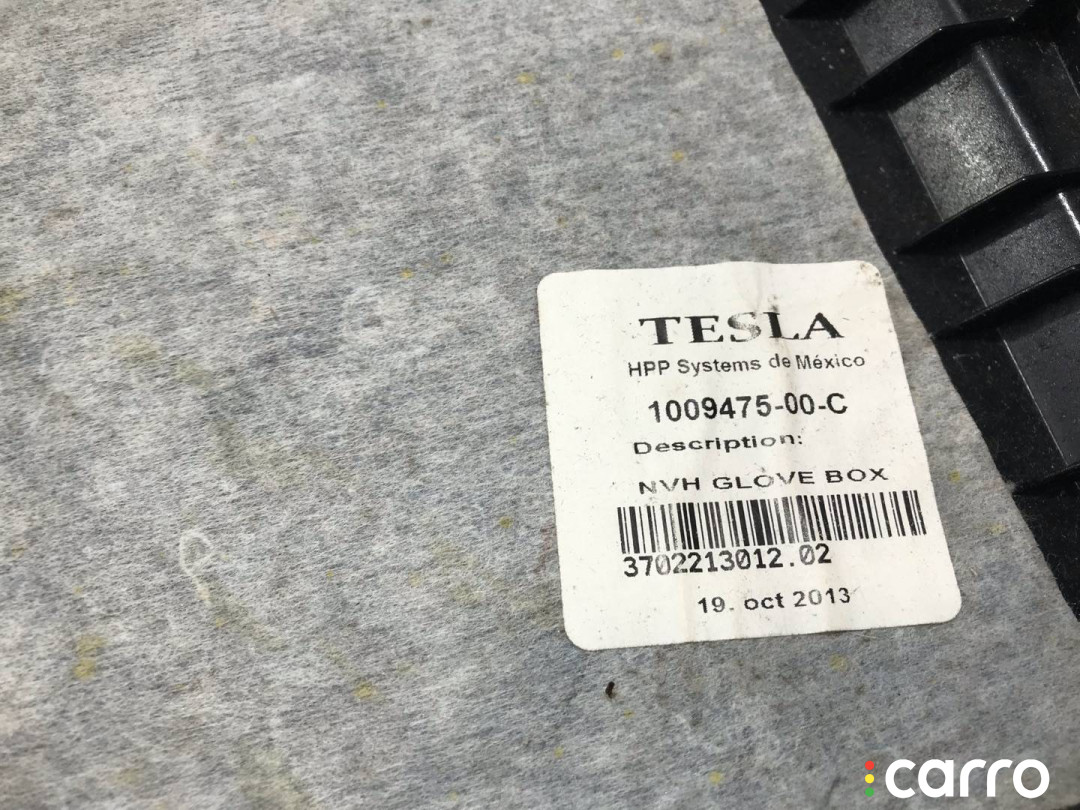 TESLA
HPP Systems de México
1009475-00-C
Description:
NVH GLOVE BOX
3702213012.02
19. oct 2013
carro